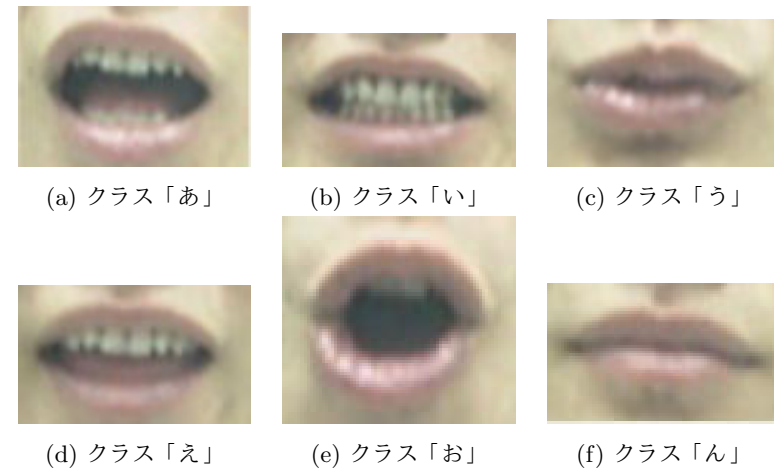 (a) クラス「あ」
(b) クラス「い」
(c) クラス「う」
(d) クラス「え」
(e) クラス「お」
(f) クラス「ん」